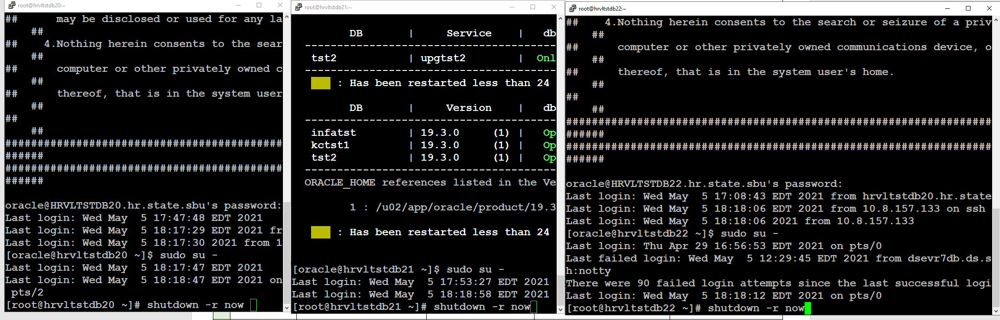 root@hrvltstdb20:~
## may be disclosed or used for any la
##
## 4.Nothing herein consents to the sear
##
## computer or other privately owned c
##
## thereof, that is in the system user
##
##
##
###########################################
######
###########################################
######
oracle@HRVLTSTDB20.hr.state.sbu's password:
Last login: Wed May  5 17:47:48 EDT 2021
Last login: Wed May  5 18:17:29 EDT 2021 fr
Last login: Wed May  5 18:17:30 2021 from 1
[oracle@hrvltstdb20 ~]$ sudo su -
Last login: Wed May  5 18:17:47 EDT 2021
Last login: Wed May  5 18:18:47 EDT 2021 on
pts/2
[root@hrvltstdb20 ~]# shutdown -r now
root@hrvltstdb21:~
DB | Service | db
---------------------------------------
tst2 | upgtst2 | Onl
---------------------------------------
: Has been restarted less than 24
DB | Version | db
---------------------------------------
infatst | 19.3.0 (1) | Op
kctst1 | 19.3.0 (1) | Op
tst2 | 19.3.0 (1) | Op
---------------------------------------
ORACLE_HOME references listed in the Ve
1 : /u02/app/oracle/product/19.3
: Has been restarted less than 24
[oracle@hrvltstdb21 ~]$ sudo su -
Last login: Wed May  5 17:53:27 EDT 2021
Last login: Wed May  5 18:18:58 EDT 2021
[root@hrvltstdb21 ~]# shutdown -r now
root@hrvltstdb22:~
## 4.Nothing herein consents to the search or seizure of a priv
##
## computer or other privately owned communications device, o
##
## thereof, that is in the system user's home.
##
##
##
##################################################################
######
##################################################################
######
oracle@HRVLTSTDB22.hr.state.sbu's password:
Last login: Wed May  5 17:08:43 EDT 2021 from hrvltstdb20.hr.state
Last login: Wed May  5 18:18:06 EDT 2021 from 10.8.157.133 on ssh
Last login: Wed May  5 18:18:06 2021 from 10.8.157.133
[oracle@hrvltstdb22 ~]$ sudo su -
Last login: Thu Apr 29 16:56:53 EDT 2021 on pts/0
Last failed login: Wed May  5 12:29:45 EDT 2021 from dsevr7db.ds.s
h:notty
There were 90 failed login attempts since the last successful logi
Last login: Wed May  5 18:18:12 EDT 2021 on pts/0
[root@hrvltstdb22 ~]# shutdown -r now